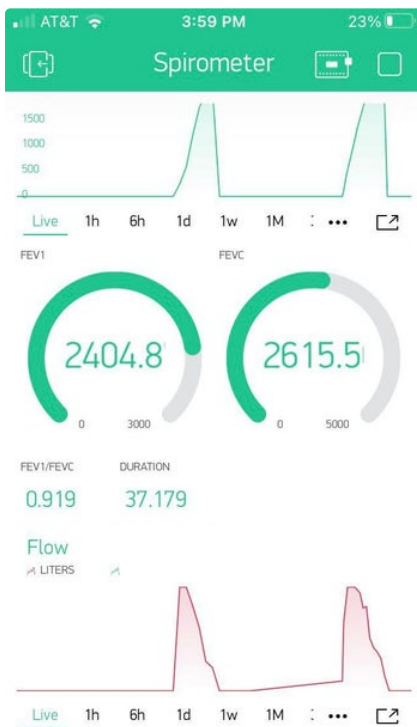 AT&T 3:59 PM 23%
Spirometer
1500
1000
500
0
Live 1h 6h 1d 1w 1M
FEV1 FEVC
2404.8 2615.5
0 3000 0 5000
FEV1/FEVC DURATION
0.919 37.179
Flow
LITERS
Live 1h 6h 1d 1w 1M